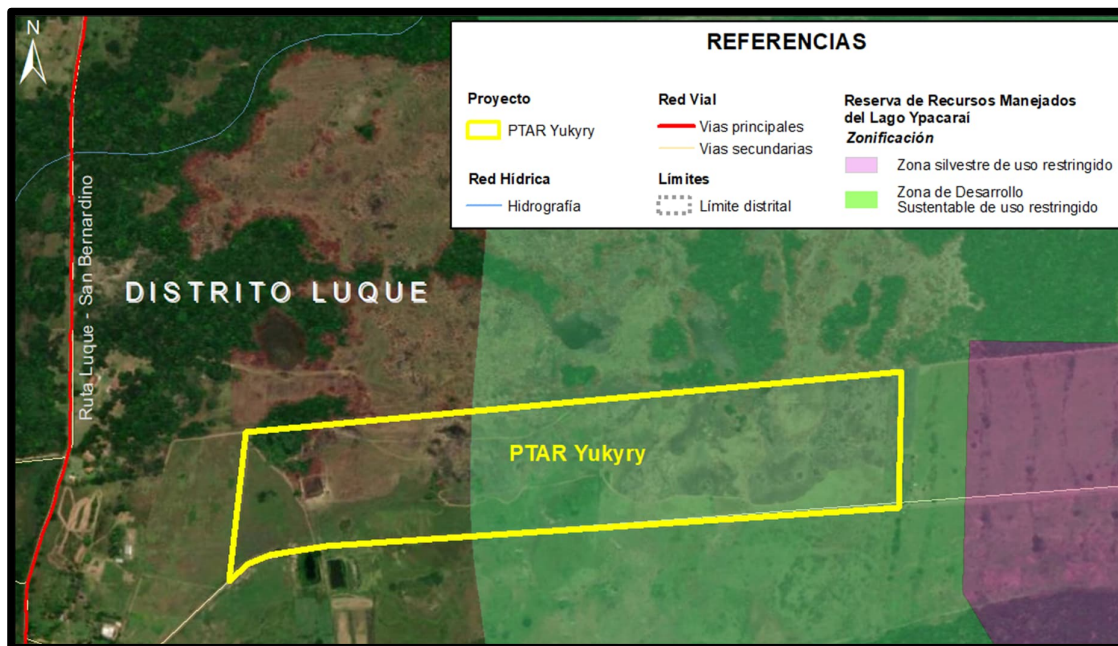 N
REFERENCIAS
Proyecto
PTAR Yukyry
Red Hídrica
Hidrografía
Red Vial
Vias principales
Vias secundarias
Límites
Límite distrital
Reserva de Recursos Manejados
del Lago Ypacaraí
Zonificación
Zona silvestre de uso restringido
Zona de Desarrollo
Sustentable de uso restringido
DISTRITO LUQUE
Ruta Luque - San Bernardino
PTAR Yukyry